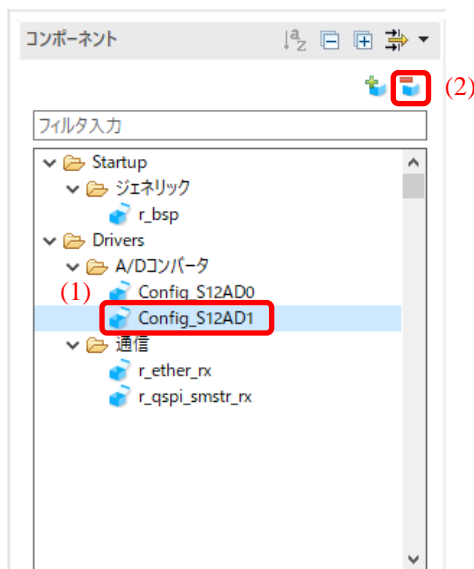 コンポーネント
(2)
フィルタ入力
Startup
ジェネリック
r_bsp
Drivers
A/Dコンバータ
(1) Config_S12AD0
Config_S12AD1
通信
r_ether_rx
r_qspi_smstr_rx